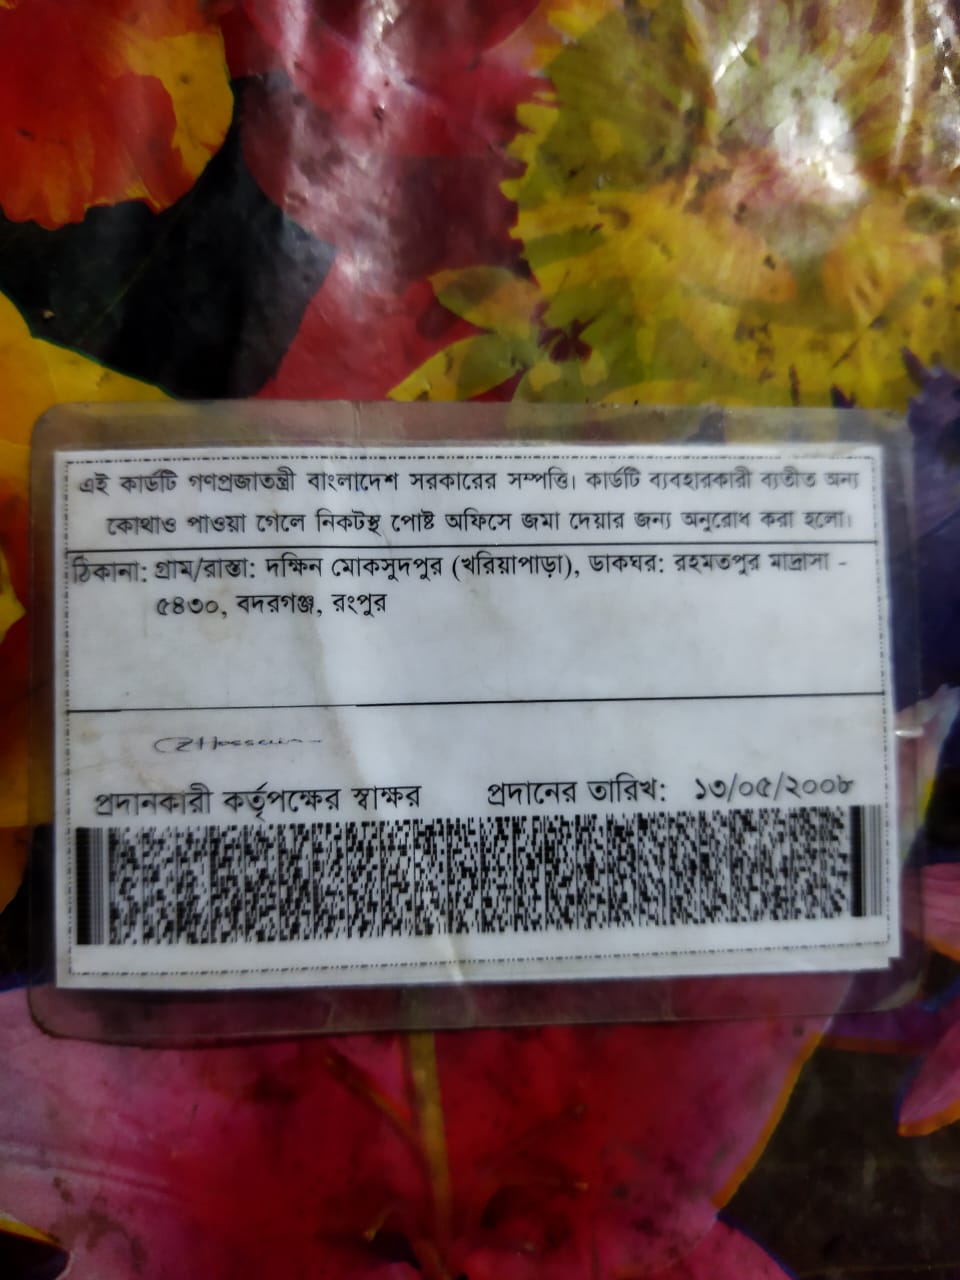 এই কার্ডটি গণপ্রজাতন্ত্রী বাংলাদেশ সরকারের সম্পত্তি। কার্ডটি ব্যবহারকারী ব্যতীত অন্য
কোথাও পাওয়া গেলে নিকটস্থ পোষ্ট অফিসে জমা দেয়ার জন্য অনুরোধ করা হলো।
ঠিকানা: গ্রাম/রাস্তা: দক্ষিন মোকসুদপুর (খরিয়াপাড়া), ডাকঘর: রহমতপুর মাদ্রাসা -
৫৪৩০, বদরগঞ্জ, রংপুর
প্রদানকারী কর্তৃপক্ষের স্বাক্ষর প্রদানের তারিখ: ১৩/০৫/২০০৮